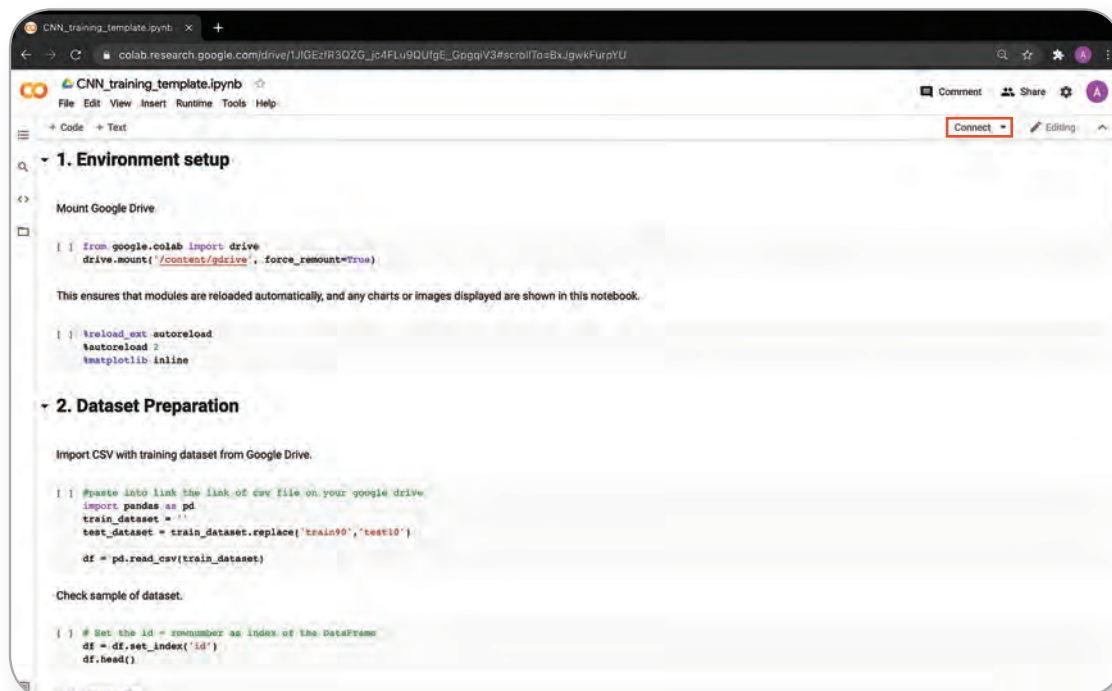 CNN_training_template.ipynb
colab.research.google.com/drive/
CNN_training_template.ipynb
Comment Share A
File Edit View Insert Runtime Tools Help
+ Code + Text Connect Editing
1. Environment setup
Mount Google Drive
[ ] from google.colab import drive
drive.mount('/content/gdrive', force_remount=True)
This ensures that modules are reloaded automatically, and any charts or images displayed are shown in this notebook.
[ ] %reload_ext autoreload
%autoreload 2
%matplotlib inline
2. Dataset Preparation
Import CSV with training dataset from Google Drive.
[ ] #paste into link the link of csv file on your google drive
import pandas as pd
train_dataset = ''
test_dataset = train_dataset.replace('train90','test10')
df = pd.read_csv(train_dataset)
Check sample of dataset.
[ ] # Set the id - rownumber as index of the DataFrame
df = df.set_index('id')
df.head()